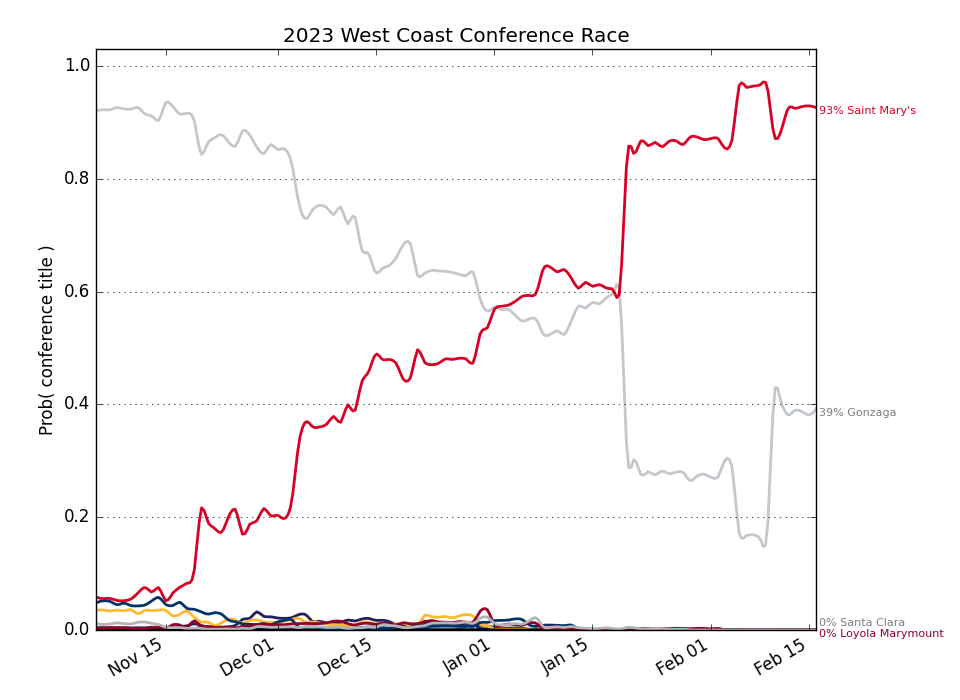 2023 West Coast Conference Race
Prob( conference title )
1.0
0.8
0.6
0.4
0.2
0.0
Nov 15
Dec 01
Dec 15
Jan 01
Jan 15
Feb 01
Feb 15
93% Saint Mary's
39% Gonzaga
0% Santa Clara
0% Loyola Marymount